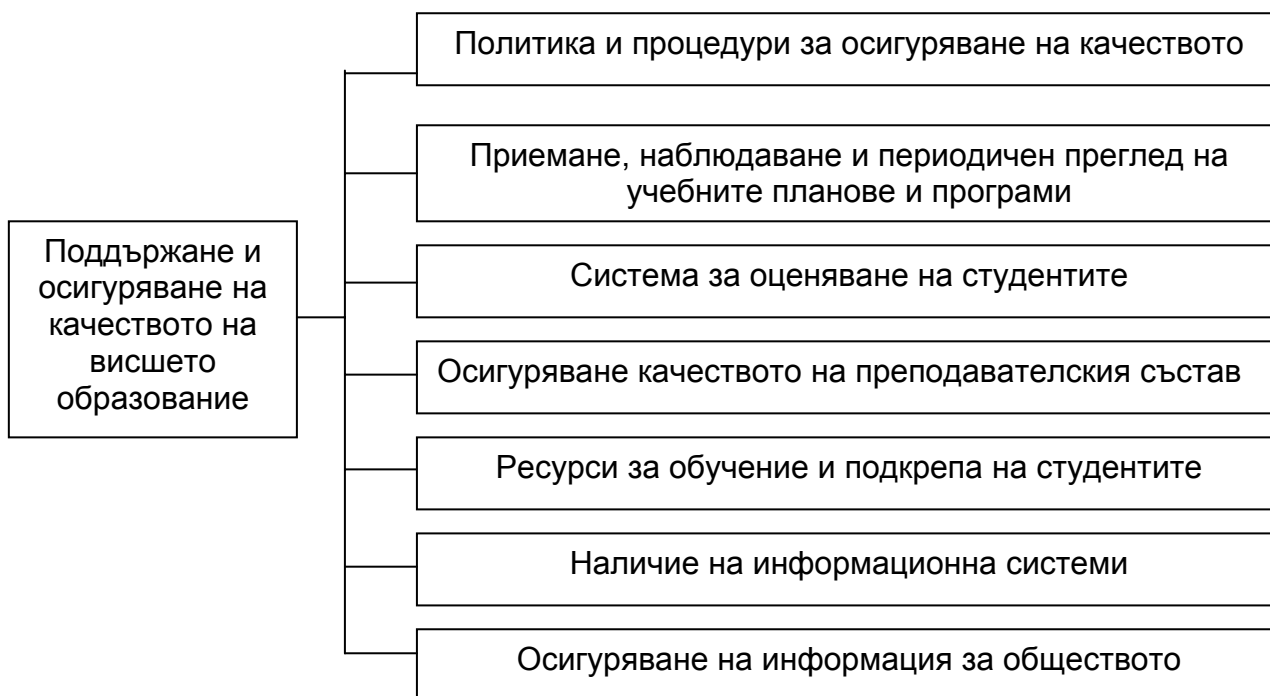 Поддържане и
осигуряване на
качеството на
висшето
образование
Политика и процедури за осигуряване на качеството
Приемане, наблюдаване и периодичен преглед на
учебните планове и програми
Система за оценяване на студентите
Осигуряване качеството на преподавателския състав
Ресурси за обучение и подкрепа на студентите
Наличие на информационна системи
Осигуряване на информация за обществото